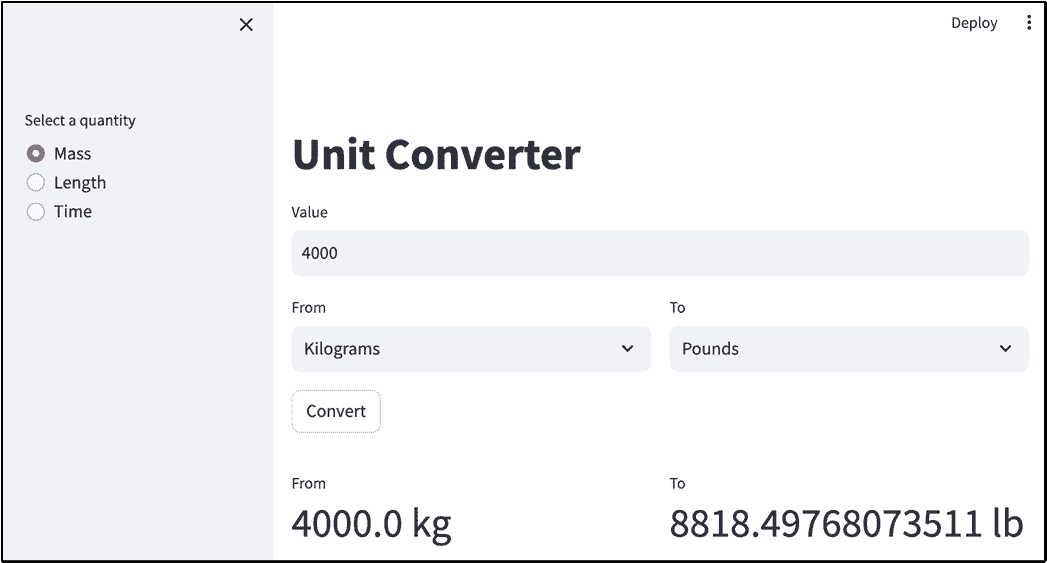 Deploy
Select a quantity
Mass
Length
Time
Unit Converter
Value
4000
From To
Kilograms Pounds
Convert
From To
4000.0 kg 8818.49768073511 lb